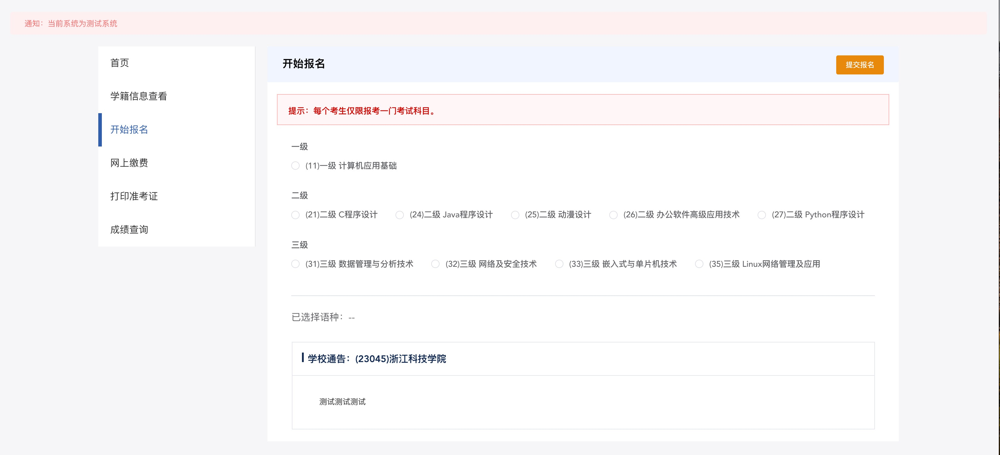 通知：当前系统为测试系统
首页
学籍信息查看
开始报名
网上缴费
打印准考证
成绩查询
开始报名
提交报名
提示：每个考生仅限报考一门考试科目。
一级
(11)一级 计算机应用基础
二级
(21)二级 C程序设计 (24)二级 Java程序设计 (25)二级 动漫设计 (26)二级 办公软件高级应用技术 (27)二级 Python程序设计
三级
(31)三级 数据管理与分析技术 (32)三级 网络及安全技术 (33)三级 嵌入式与单片机技术 (35)三级 Linux网络管理及应用
已选择语种：--
学校通告：(23045)浙江科技学院
测试测试测试